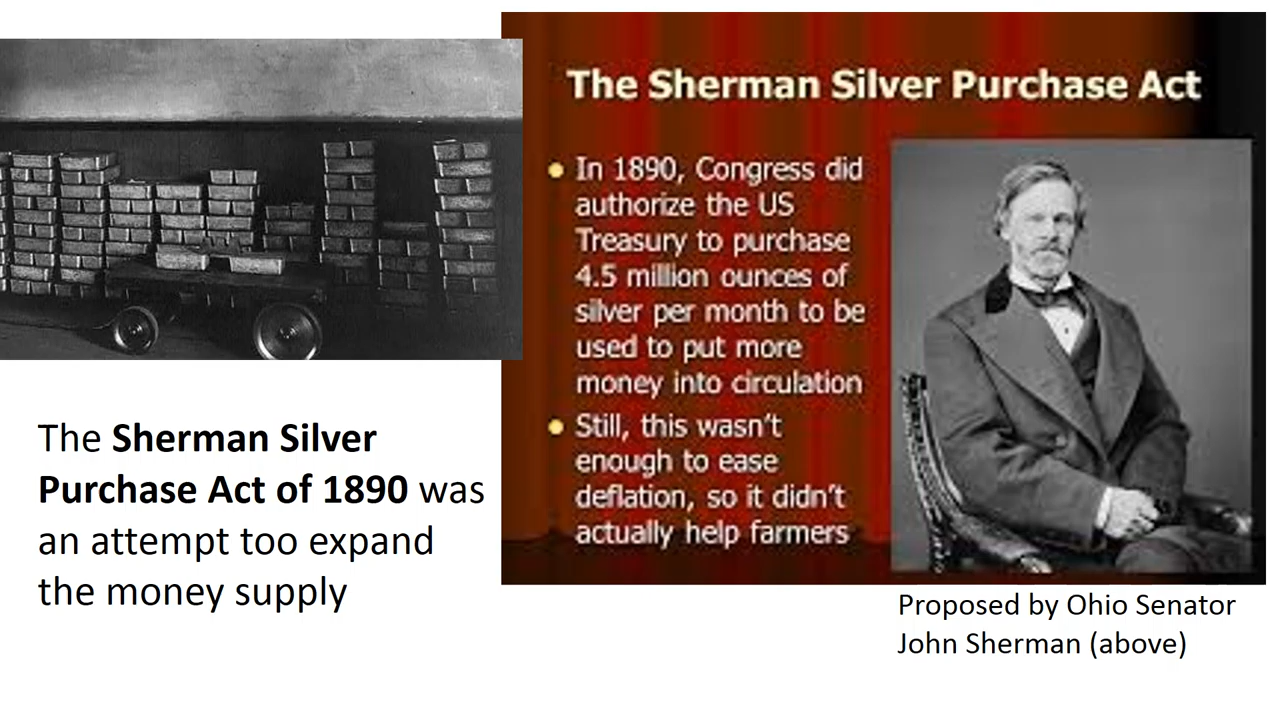 The Sherman Silver Purchase Act
In 1890, Congress did
authorize the US
Treasury to purchase
4.5 million ounces of
silver per month to be
used to put more
money into circulation
Still, this wasn't
enough to ease
deflation, so it didn't
actually help farmers
The Sherman Silver
Purchase Act of 1890 was
an attempt too expand
the money supply
Proposed by Ohio Senator
John Sherman (above)